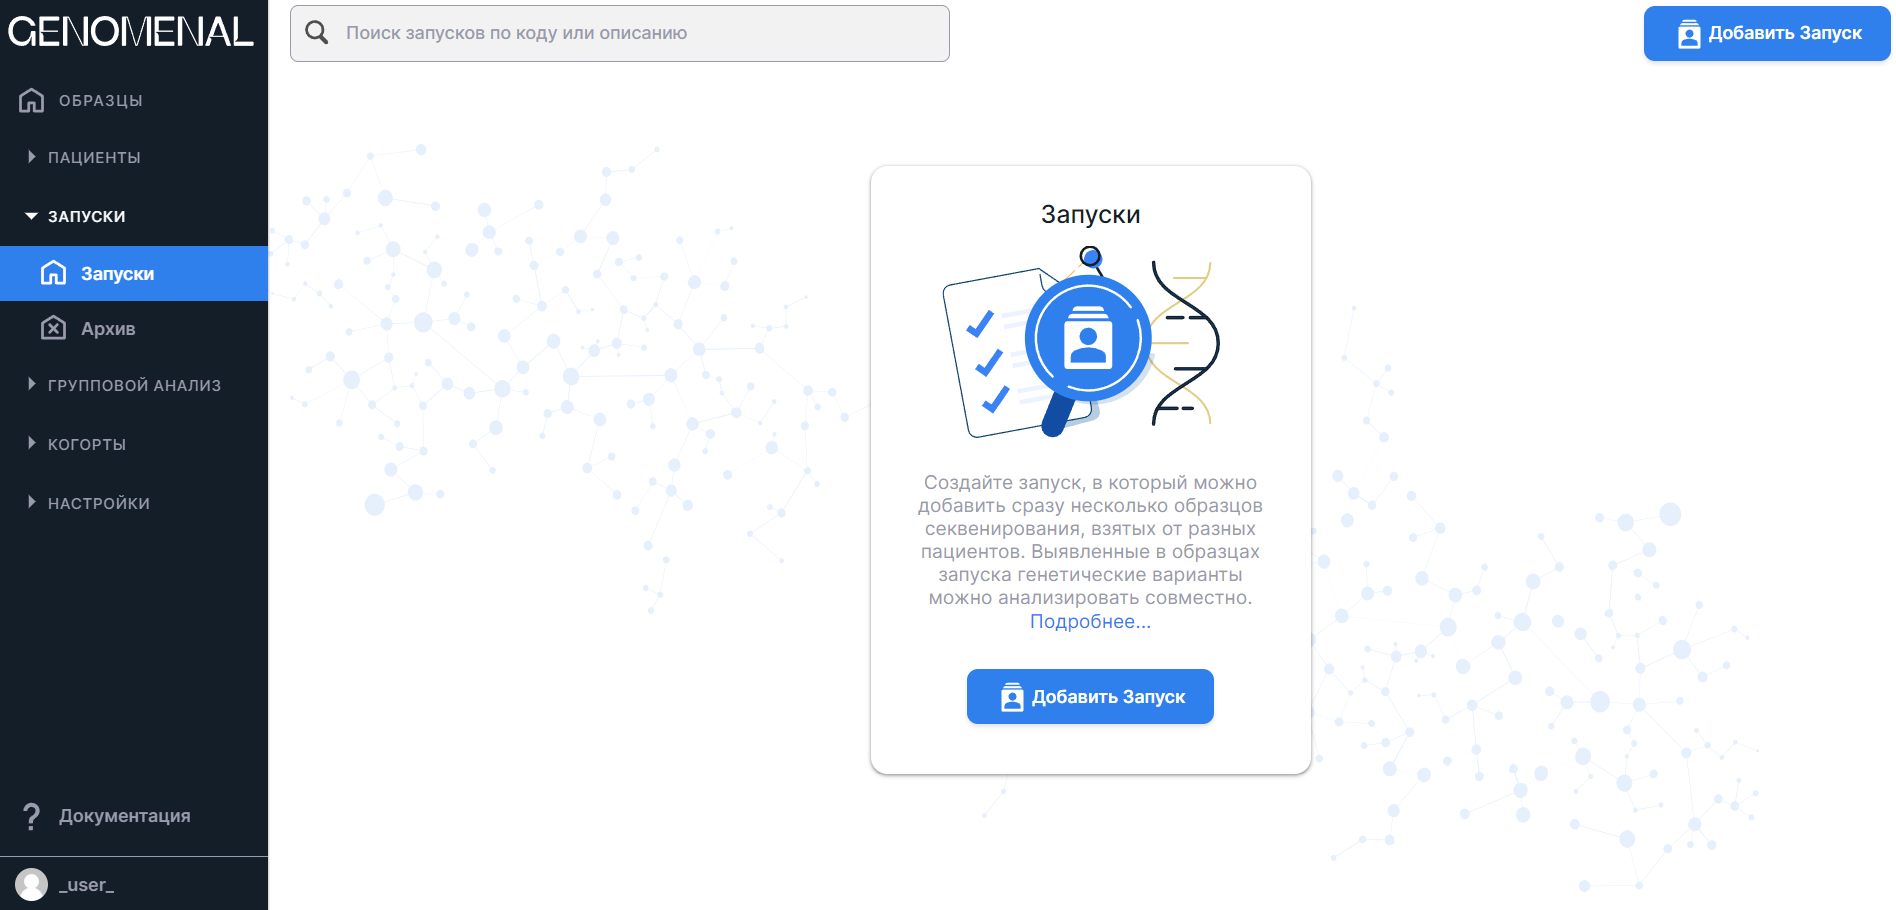 GENOMENAL
ОБРАЗЦЫ
ПАЦИЕНТЫ
ЗАПУСКИ
Запуски
Архив
ГРУППОВОЙ АНАЛИЗ
КОГОРТЫ
НАСТРОЙКИ
Документация
_user_
Поиск запусков по коду или описанию
Добавить Запуск
Запуски
Создайте запуск, в который можно
добавить сразу несколько образцов
секвенирования, взятых от разных
пациентов. Выявленные в образцах
запуска генетические варианты
можно анализировать совместно.
Подробнее...
Добавить Запуск